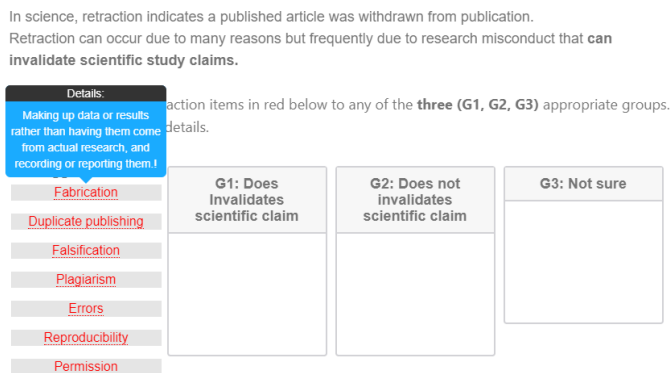 In science, retraction indicates a published article was withdrawn from publication.
Retraction can occur due to many reasons but frequently due to research misconduct that can
invalidate scientific study claims.
Details:
Making up data or results
rather than having them come
from actual research, and
recording or reporting them.!
action items in red below to any of the three (G1, G2, G3) appropriate groups.
details.
Fabrication
Duplicate publishing
Falsification
Plagiarism
Errors
Reproducibility
Permission
G1: Does
Invalidates
scientific claim
G2: Does not
invalidates
scientific claim
G3: Not sure